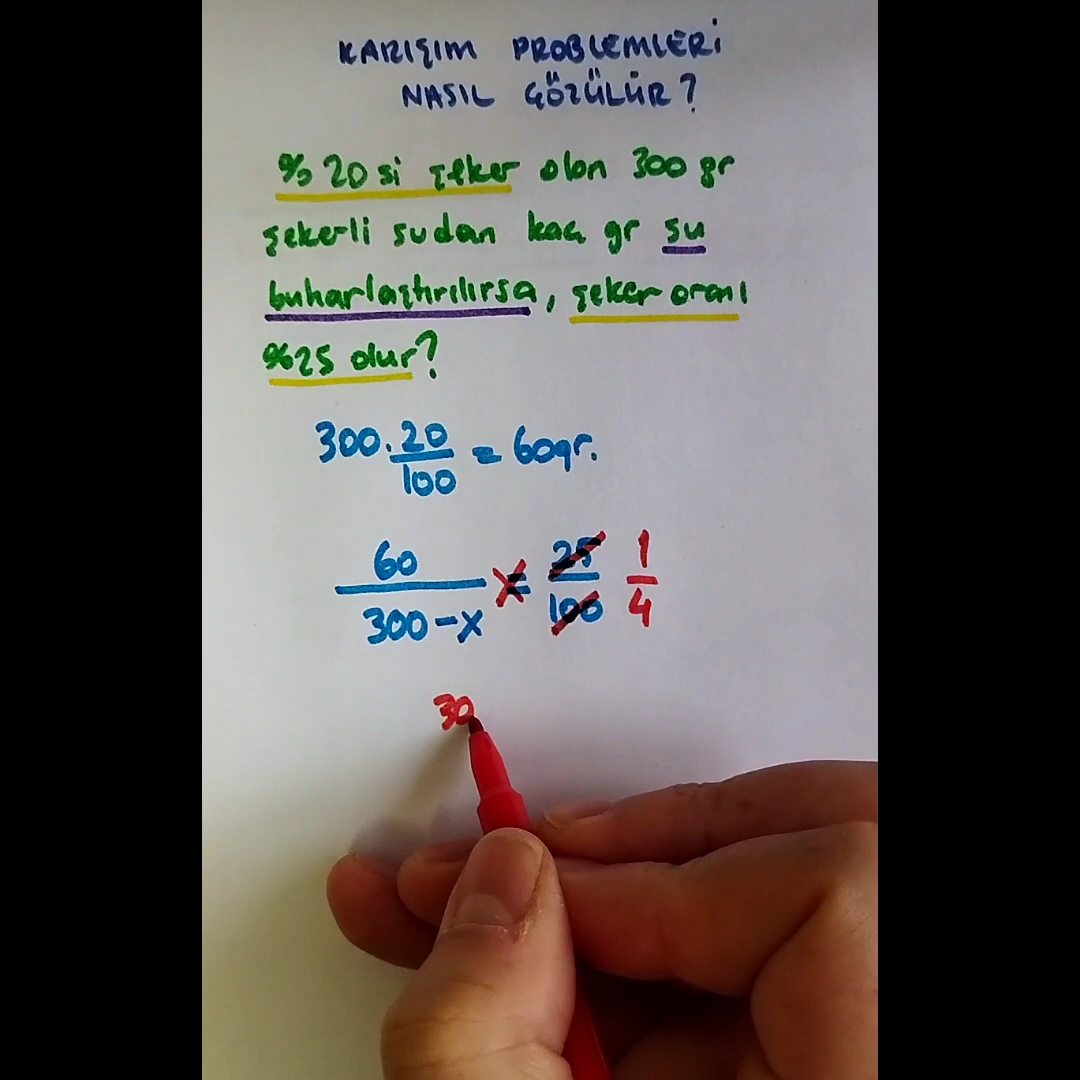 KARIŞIM PROBLEMLERİ
NASIL ÇÖZÜLÜR?
%20 si şeker olan 300 gr
şekerli sudan kaç gr su
buharlaştırılırsa, şeker oranı
%25 olur?
300 · 20/100 = 60gr.
60/(300-x) = 25/100 1/4
30